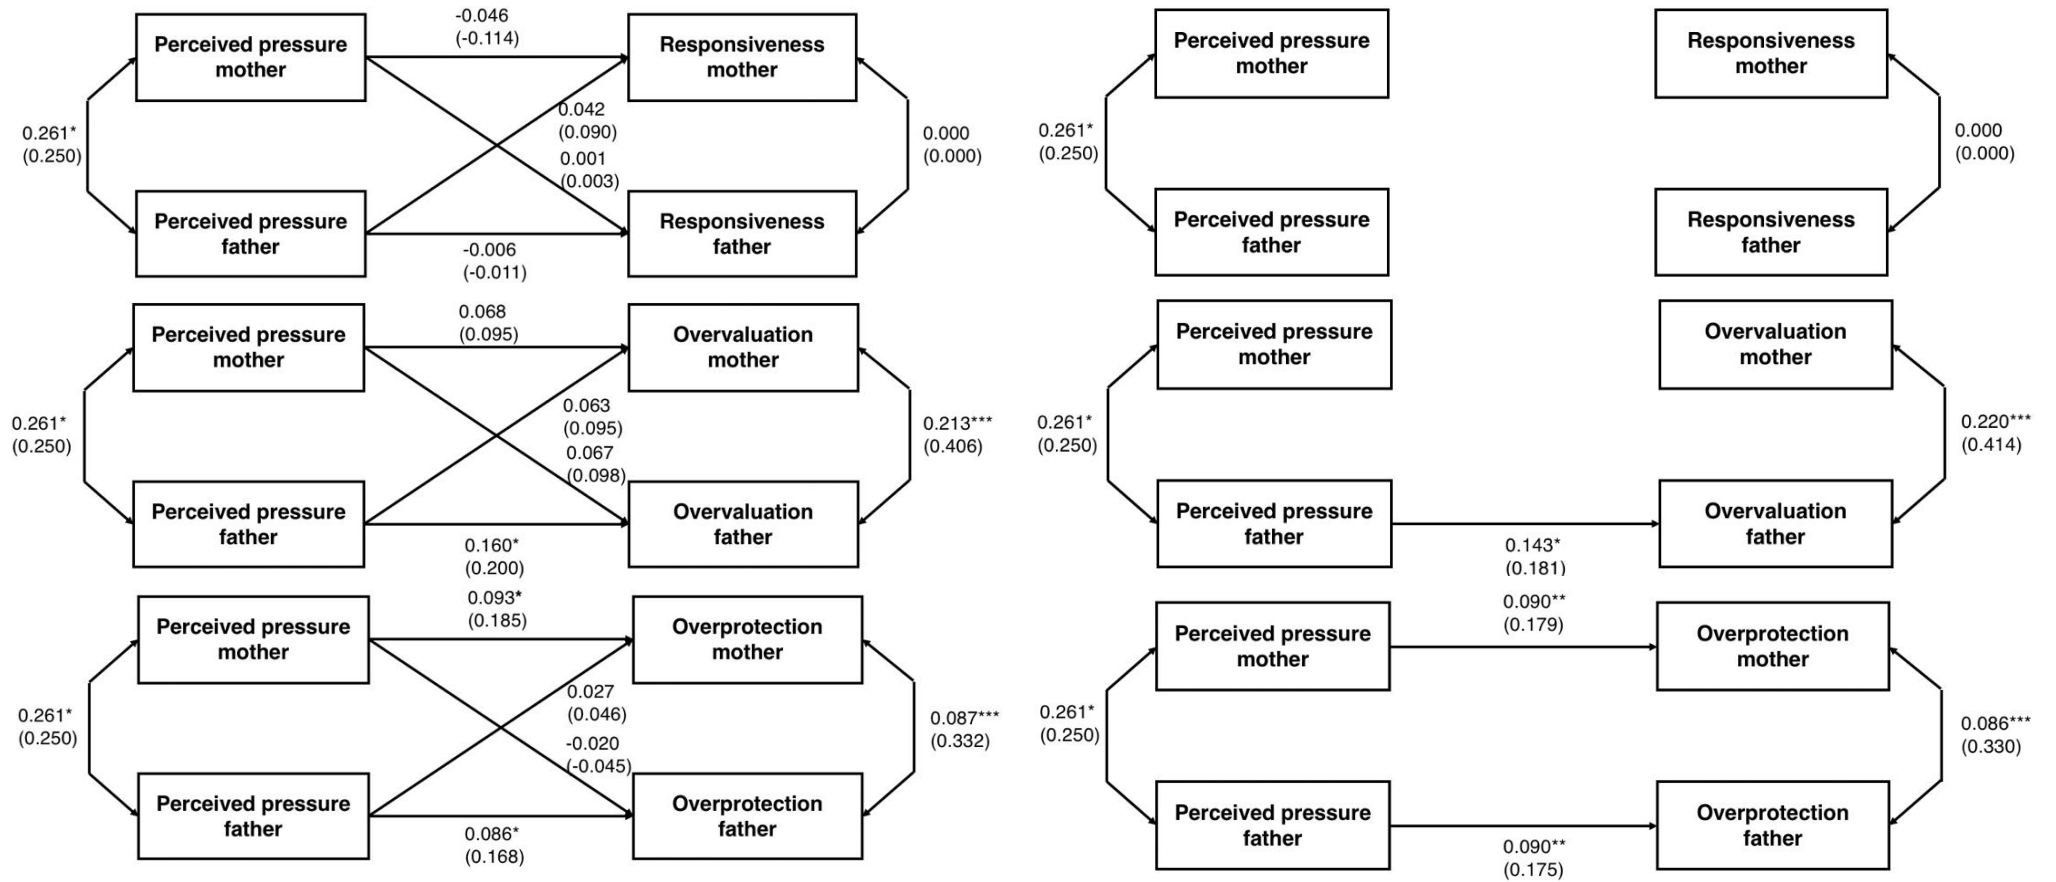 -0.046
(-0.114)
Perceived pressure
mother
Responsiveness
mother
0.042
(0.090)
0.261*
(0.250)
0.000
(0.000)
0.001
(0.003)
Perceived pressure
father
Responsiveness
father
-0.006
(-0.011)
Perceived pressure
mother
Responsiveness
mother
0.261*
(0.250)
0.000
(0.000)
Perceived pressure
father
Responsiveness
father
0.068
(0.095)
Perceived pressure
mother
Overvaluation
mother
0.063
(0.095)
0.261*
(0.250)
0.213***
(0.406)
0.067
(0.098)
Perceived pressure
father
Overvaluation
father
0.160*
(0.200)
Perceived pressure
mother
Overvaluation
mother
0.261*
(0.250)
0.220***
(0.414)
Perceived pressure
father
Overvaluation
father
0.143*
(0.181)
0.093*
(0.185)
Perceived pressure
mother
Overprotection
mother
0.027
(0.046)
0.261*
(0.250)
0.087***
(0.332)
-0.020
(-0.045)
Perceived pressure
father
Overprotection
father
0.086*
(0.168)
0.090**
(0.179)
Perceived pressure
mother
Overprotection
mother
0.261*
(0.250)
0.086***
(0.330)
Perceived pressure
father
Overprotection
father
0.090**
(0.175)